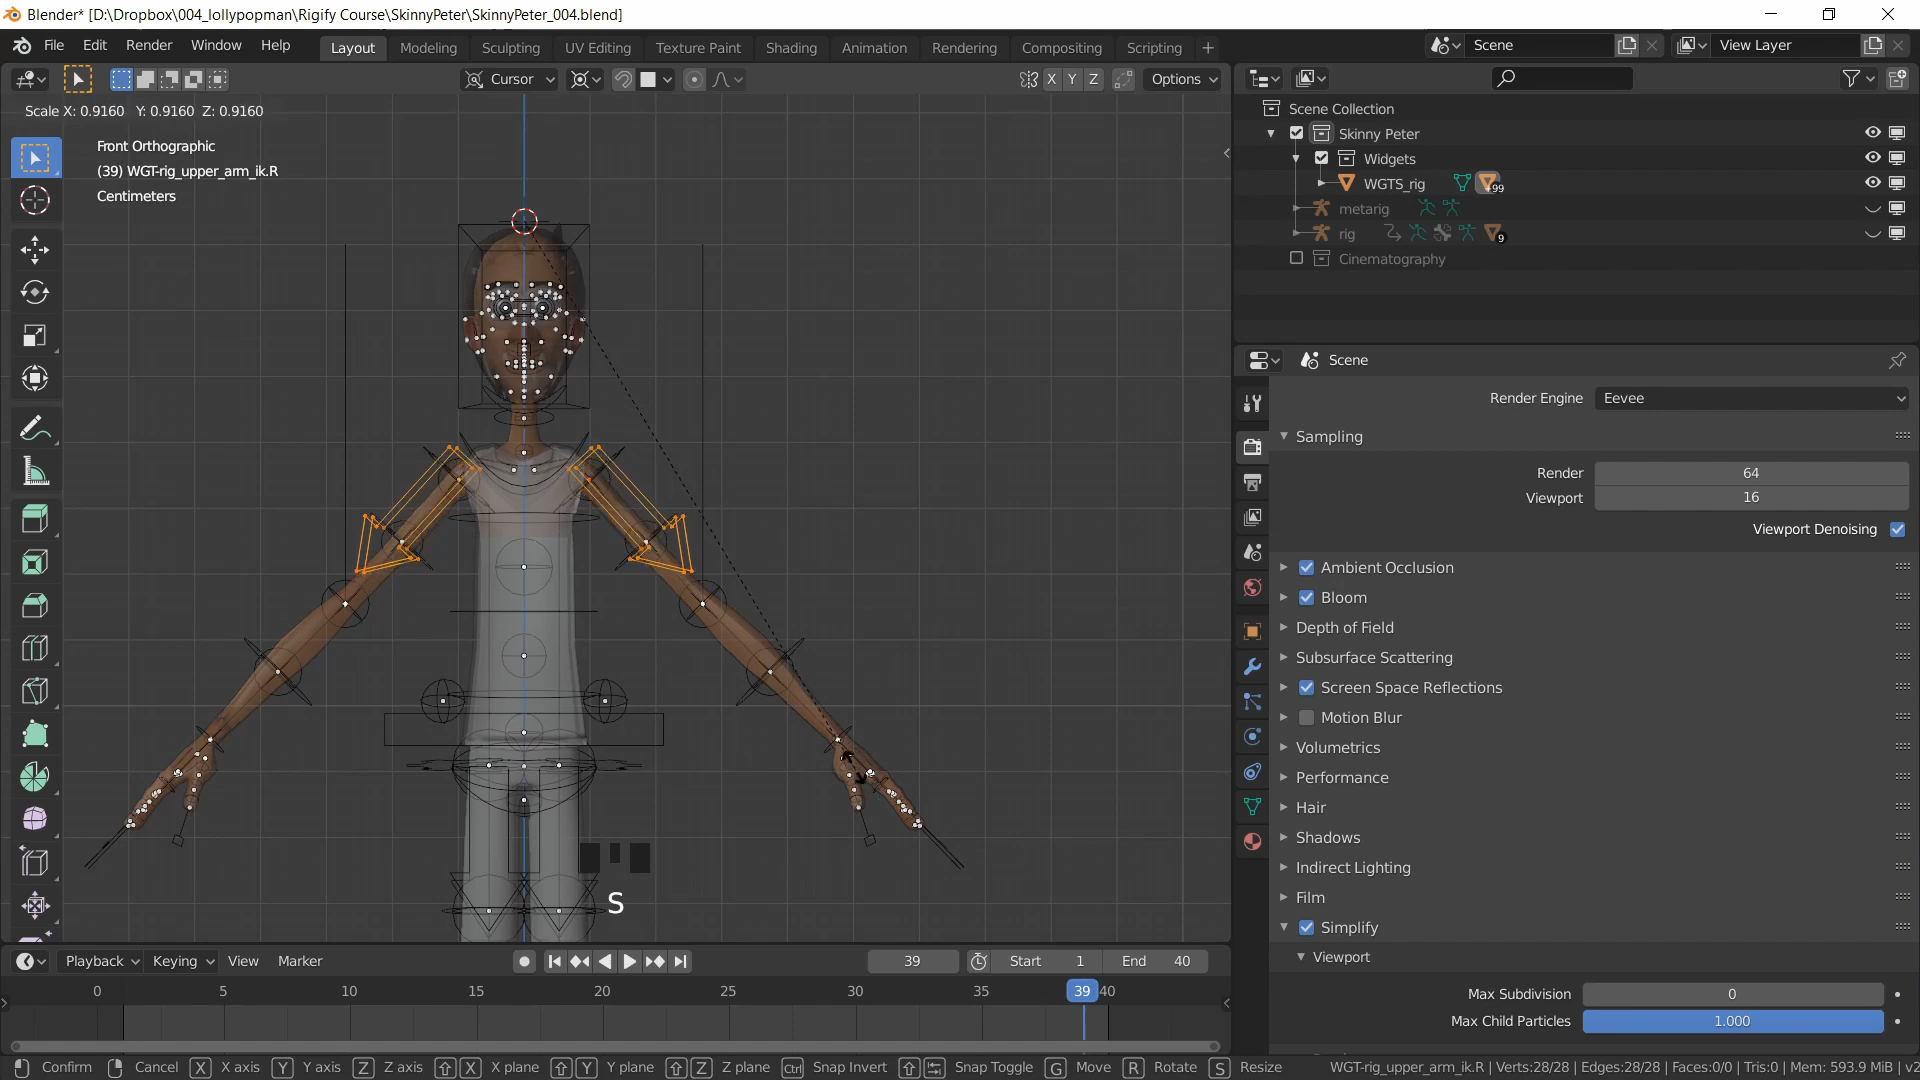 Blender* [D:\Dropbox\004_lollypopman\Rigify Course\SkinnyPeter\SkinnyPeter_004.blend]
File Edit Render Window Help Layout Modeling Sculpting UV Editing Texture Paint Shading Animation Rendering Compositing Scripting + Scene View Layer
Cursor X Y Z Options
Scale X: 0.9160 Y: 0.9160 Z: 0.9160
Front Orthographic
(39) WGT-rig_upper_arm_ik.R
Centimeters
S
Scene Collection
Skinny Peter
Widgets
WGTS_rig +99
metarig
rig 9
Cinematography
Scene
Render Engine Eevee
Sampling
Render 64
Viewport 16
Viewport Denoising
Ambient Occlusion
Bloom
Depth of Field
Subsurface Scattering
Screen Space Reflections
Motion Blur
Volumetrics
Performance
Hair
Shadows
Indirect Lighting
Film
Simplify
Viewport
Max Subdivision 0
Max Child Particles 1.000
Playback Keying View Marker 39 Start 1 End 40
0 5 10 15 20 25 30 35 39 40
Confirm Cancel X X axis Y Y axis Z Z axis X X plane Y Y plane Z Z plane Ctrl Snap Invert Snap Toggle G Move R Rotate S Resize WGT-rig_upper_arm_ik.R | Verts:28/28 | Edges:28/28 | Faces:0/0 | Tris:0 | Mem: 593.9 MiB | v2